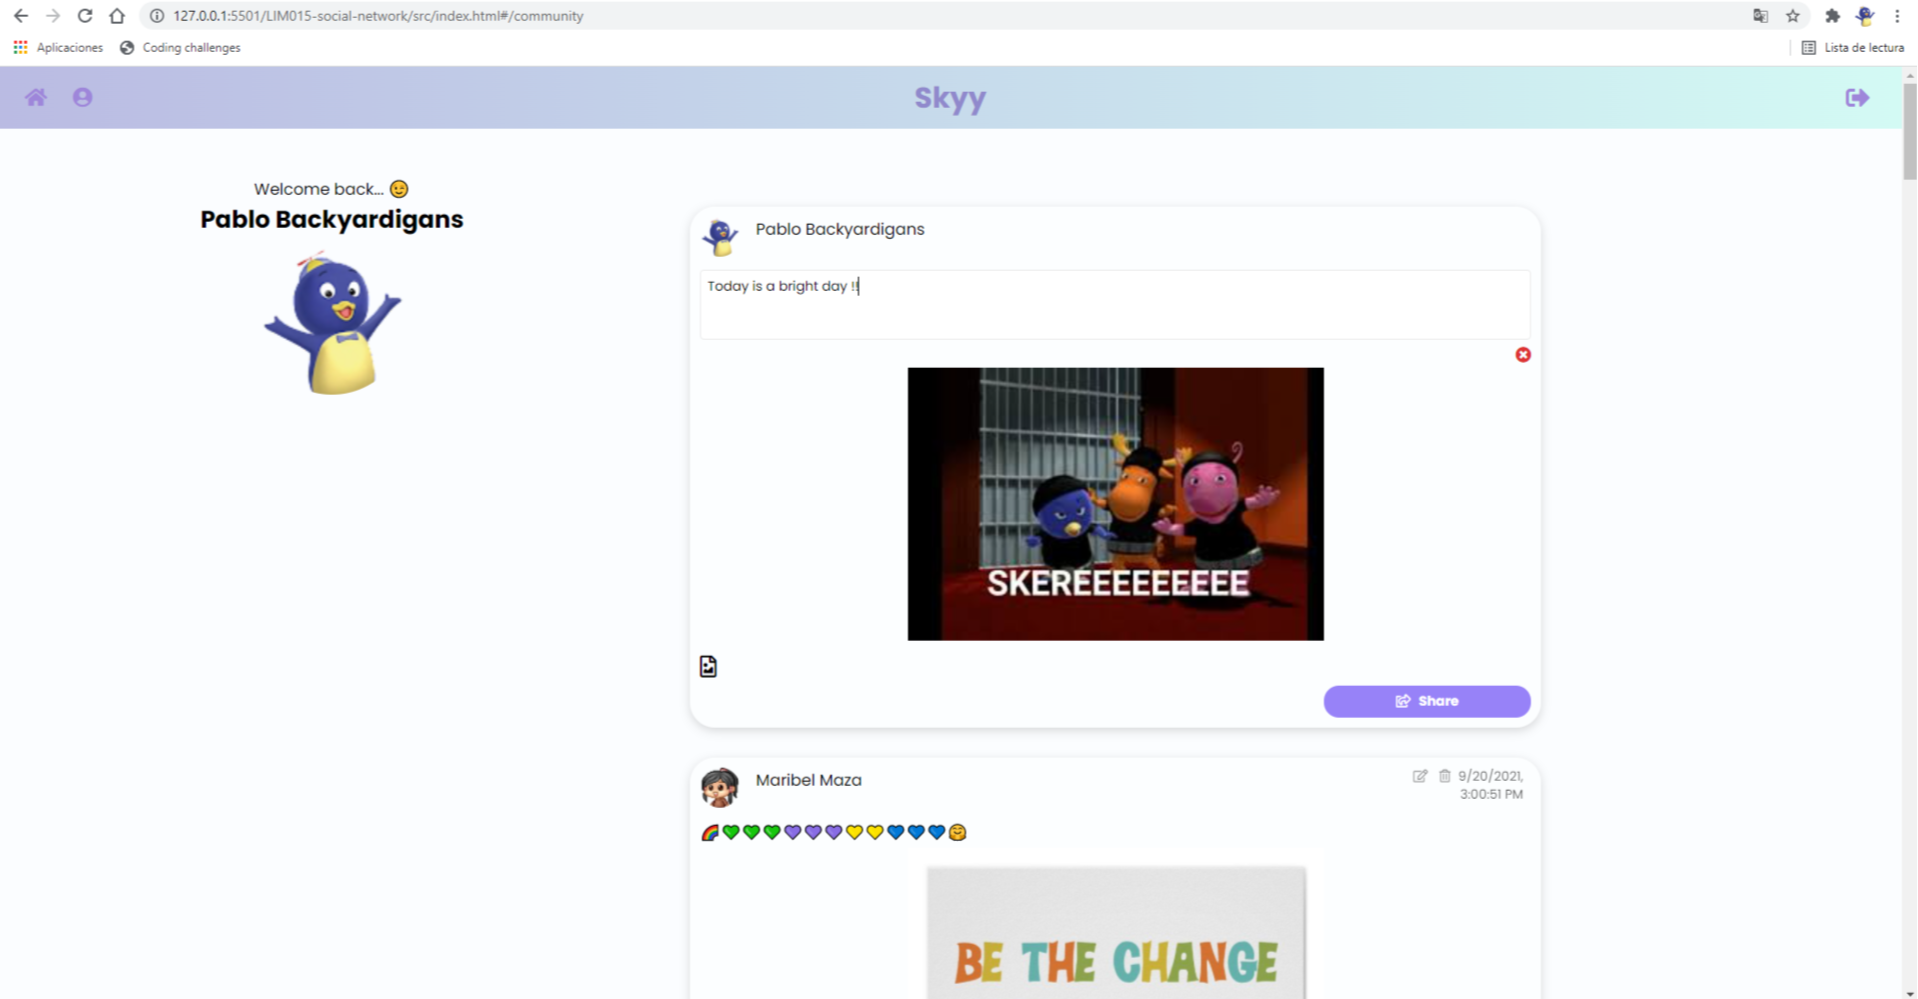 127.0.0.1:5501/LIM015-social-network/src/index.html#/community
Aplicaciones
Coding challenges
Lista de lectura
Skyy
Welcome back... 😉
Pablo Backyardigans
Pablo Backyardigans
Today is a bright day !!
SKEREEEEEEEEE
Share
Maribel Maza
9/20/2021,
3:00:51 PM
🌈💚💚💚💜💜💜💛💛💙💙💙🤗
BE THE CHANGE